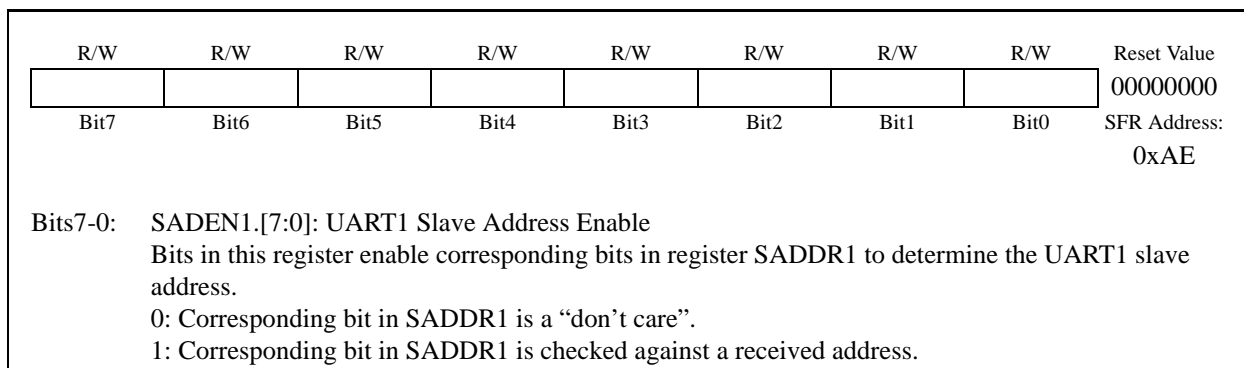 R/W R/W R/W R/W R/W R/W R/W R/W Reset Value
00000000
Bit7 Bit6 Bit5 Bit4 Bit3 Bit2 Bit1 Bit0 SFR Address:
0xAE
Bits7-0: SADEN1.[7:0]: UART1 Slave Address Enable
Bits in this register enable corresponding bits in register SADDR1 to determine the UART1 slave
address.
0: Corresponding bit in SADDR1 is a “don’t care”.
1: Corresponding bit in SADDR1 is checked against a received address.